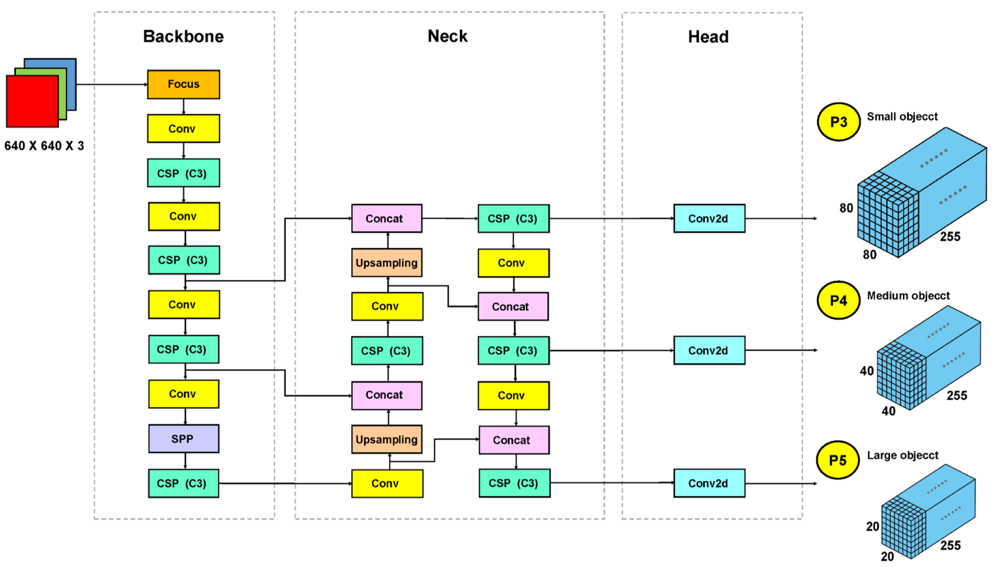 Backbone
Neck
Head
640 X 640 X 3
Focus
Conv
CSP (C3)
Conv
CSP (C3)
Conv
CSP (C3)
Conv
SPP
CSP (C3)
Concat
Upsampling
Conv
CSP (C3)
Concat
Upsampling
Conv
CSP (C3)
Conv
Concat
CSP (C3)
Conv
Concat
CSP (C3)
Conv2d
Conv2d
Conv2d
P3
Small objecct
80
80
255
P4
Medium objecct
40
40
255
P5
Large objecct
20
20
255